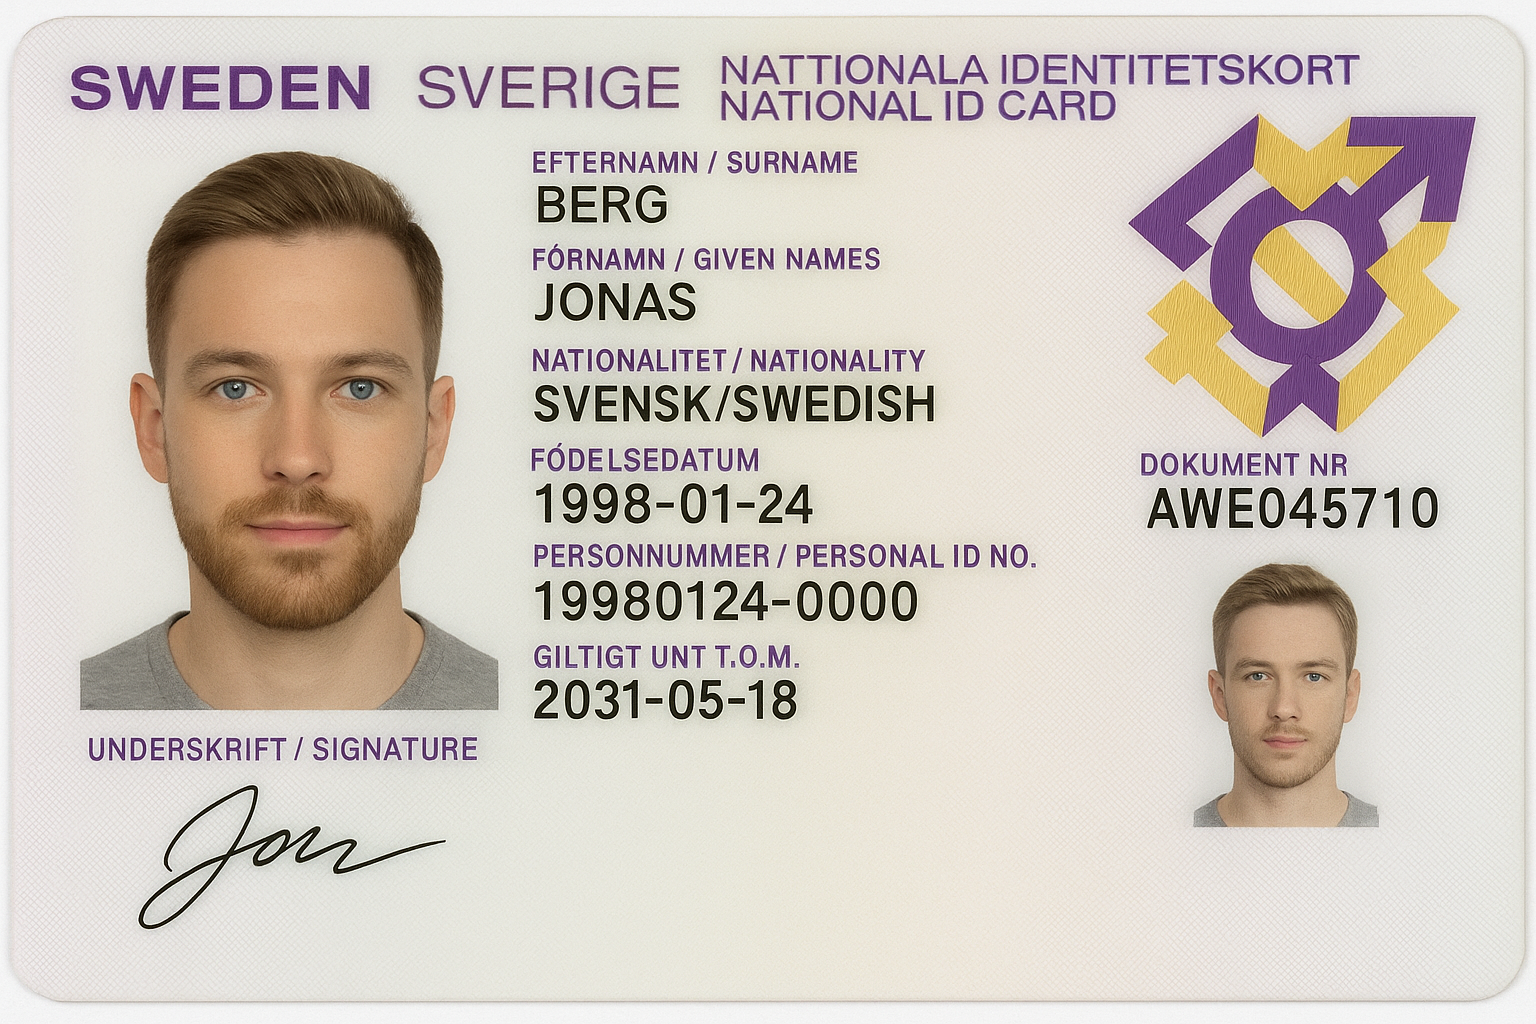 SWEDEN SVERIGE NATTIONALA IDENTITETSKORT
NATIONAL ID CARD
EFTERNAMN / SURNAME
BERG
FÓRNAMN / GIVEN NAMES
JONAS
NATIONALITET / NATIONALITY
SVENSK/SWEDISH
FÓDELSEDATUM
1998-01-24
PERSONNUMMER / PERSONAL ID NO.
19980124-0000
GILTIGT UNT T.O.M.
2031-05-18
DOKUMENT NR
AWE045710
UNDERSKRIFT / SIGNATURE
Jon